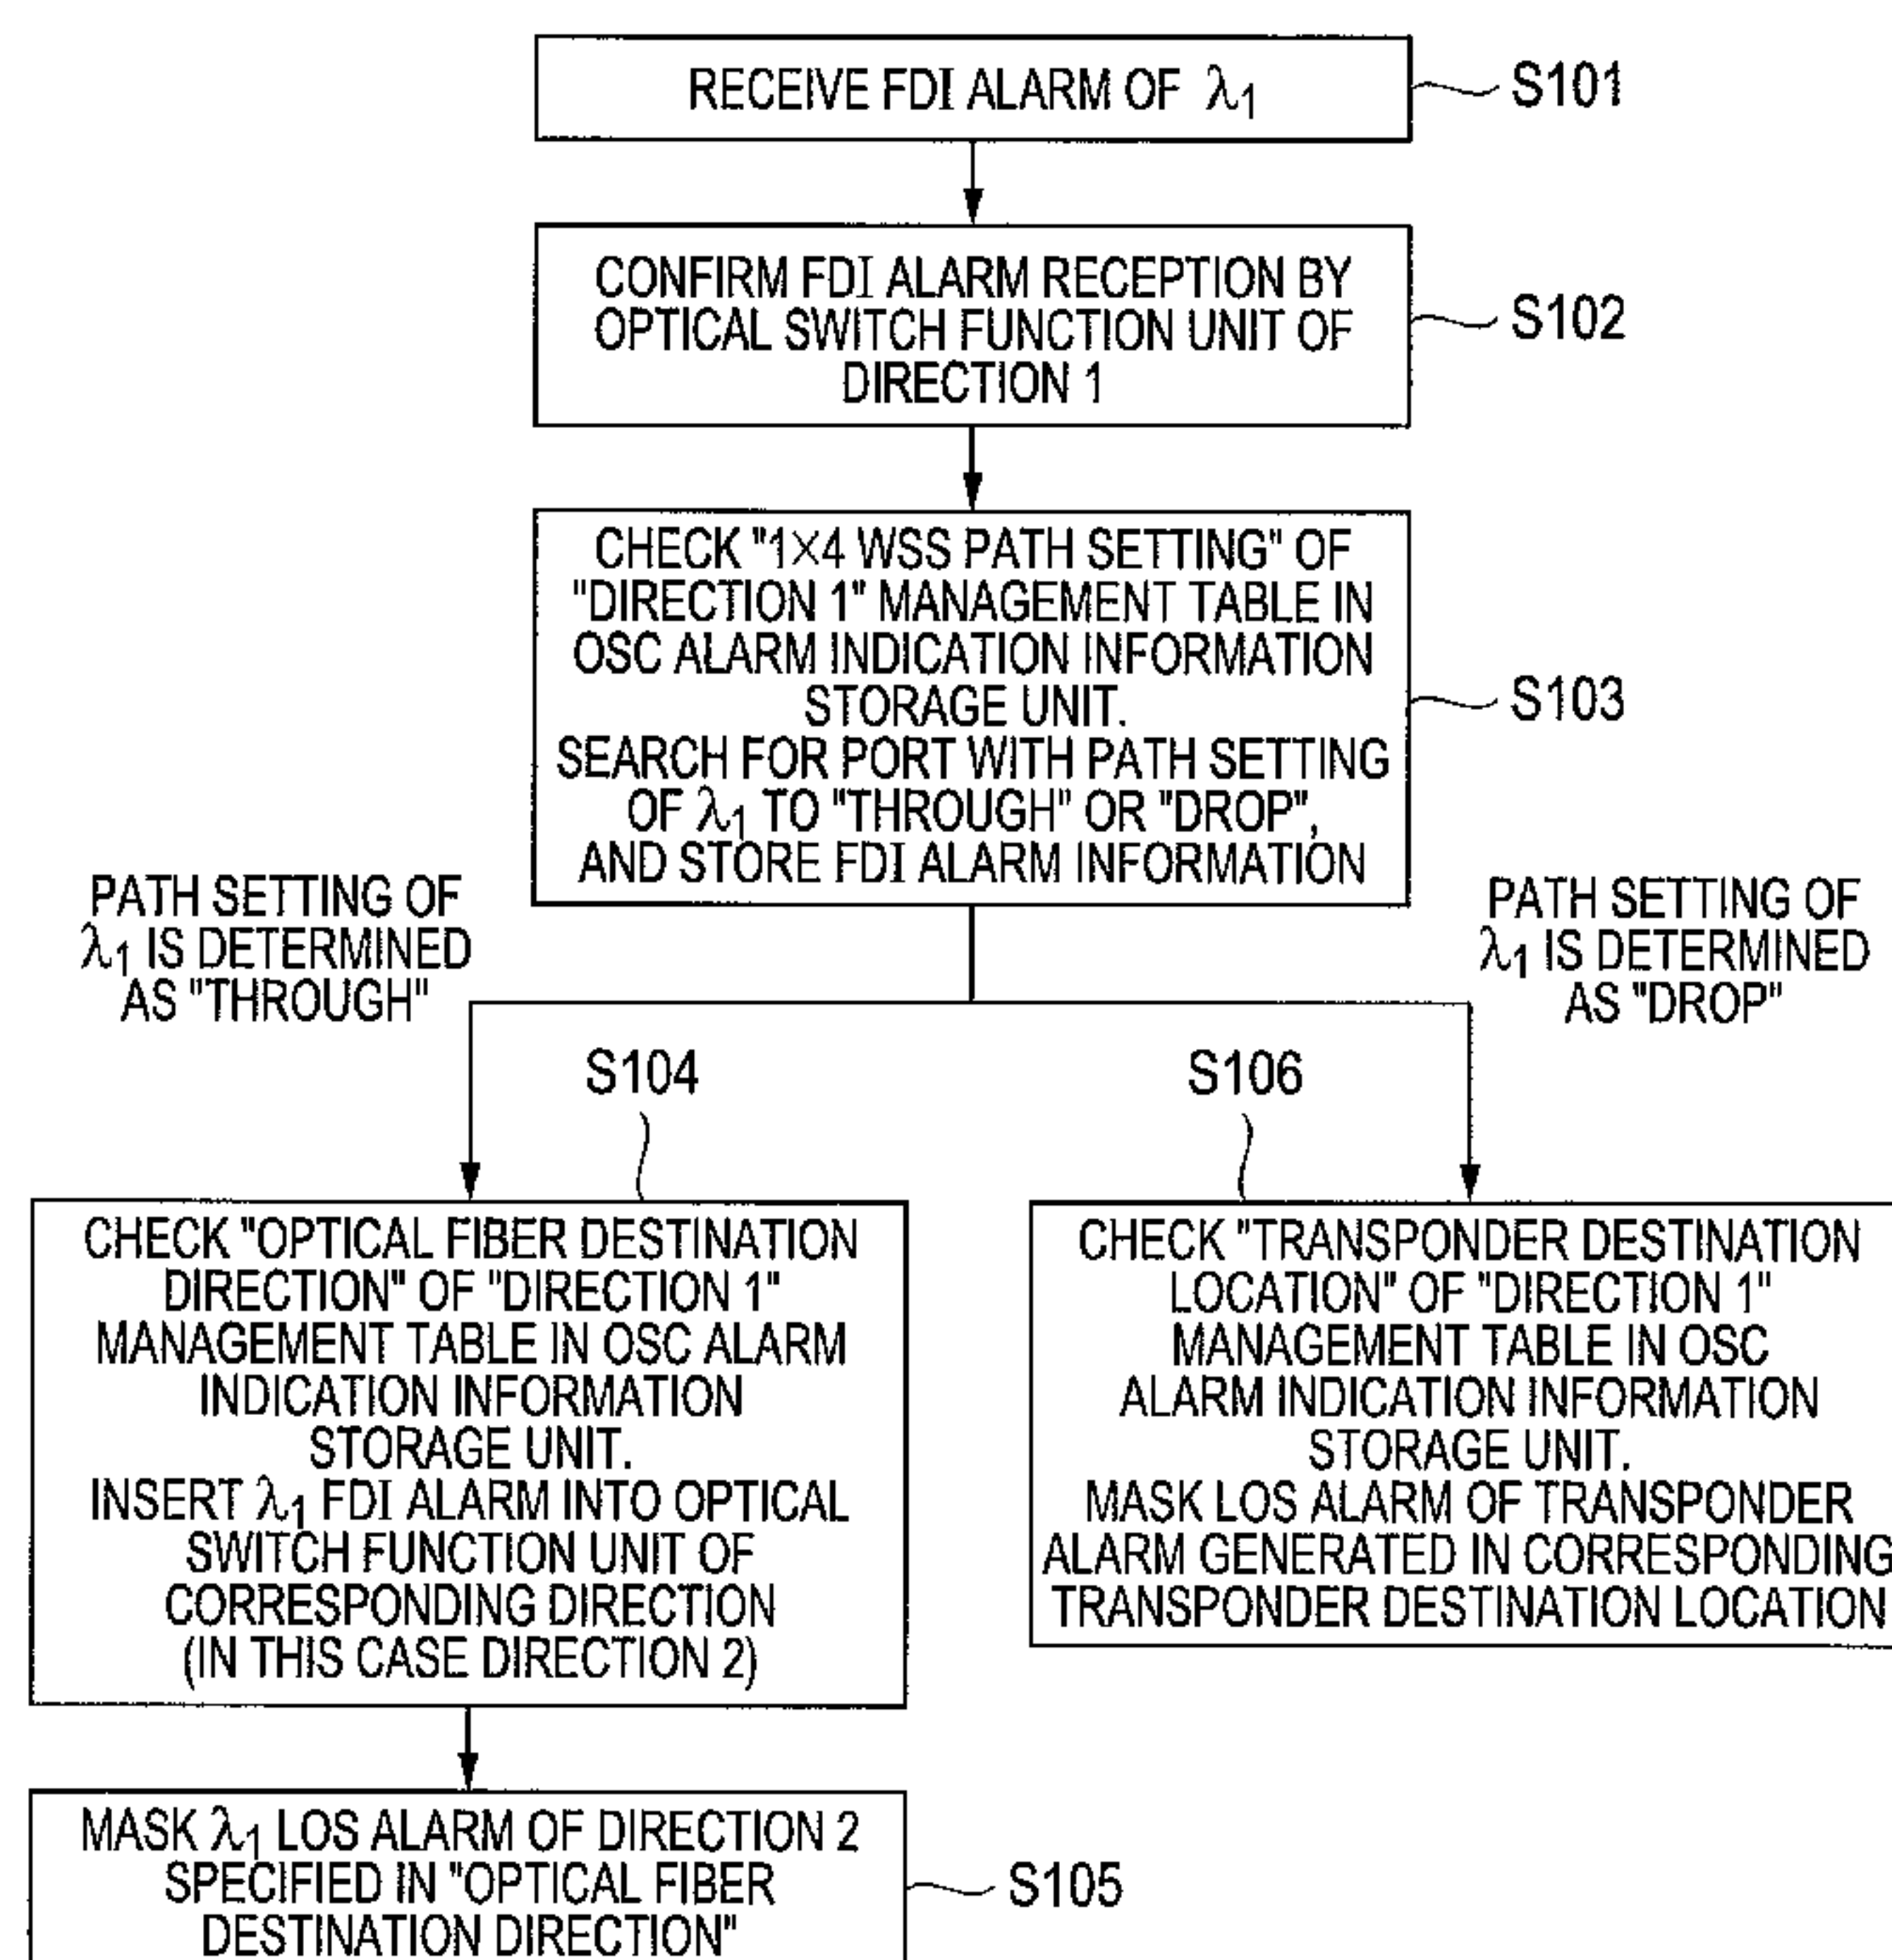 RECEIVE FDI ALARM OF λ1
S101
CONFIRM FDI ALARM RECEPTION BY
OPTICAL SWITCH FUNCTION UNIT OF
DIRECTION 1
S102
CHECK "1×4 WSS PATH SETTING" OF
"DIRECTION 1" MANAGEMENT TABLE IN
OSC ALARM INDICATION INFORMATION
STORAGE UNIT.
SEARCH FOR PORT WITH PATH SETTING
OF λ1 TO "THROUGH" OR "DROP",
AND STORE FDI ALARM INFORMATION
S103
PATH SETTING OF
λ1 IS DETERMINED
AS "THROUGH"
PATH SETTING OF
λ1 IS DETERMINED
AS "DROP"
S104
CHECK "OPTICAL FIBER DESTINATION
DIRECTION" OF "DIRECTION 1"
MANAGEMENT TABLE IN OSC ALARM
INDICATION INFORMATION
STORAGE UNIT.
INSERT λ1 FDI ALARM INTO OPTICAL
SWITCH FUNCTION UNIT OF
CORRESPONDING DIRECTION
(IN THIS CASE DIRECTION 2)
S106
CHECK "TRANSPONDER DESTINATION
LOCATION" OF "DIRECTION 1"
MANAGEMENT TABLE IN OSC
ALARM INDICATION INFORMATION
STORAGE UNIT.
MASK LOS ALARM OF TRANSPONDER
ALARM GENERATED IN CORRESPONDING
TRANSPONDER DESTINATION LOCATION
MASK λ1 LOS ALARM OF DIRECTION 2
SPECIFIED IN "OPTICAL FIBER
DESTINATION DIRECTION"
S105